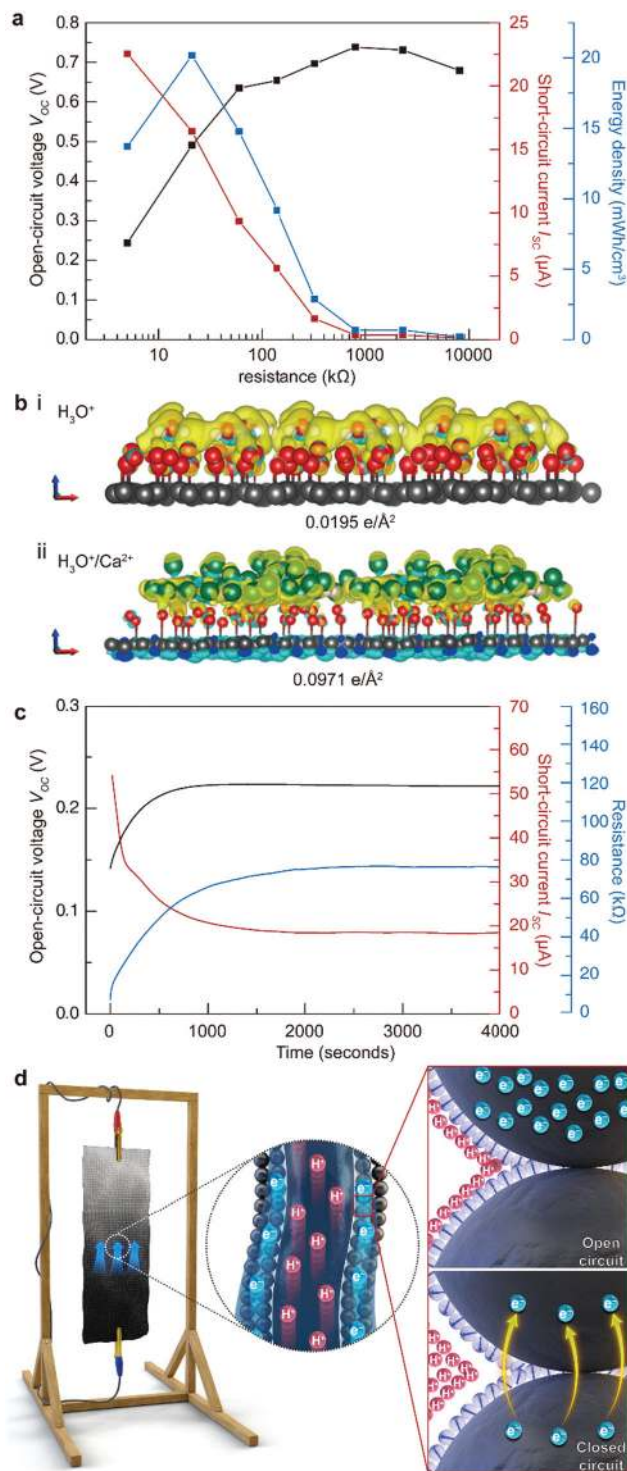 a
Open-circuit voltage V_OC (V)
0.8
0.7
0.6
0.5
0.4
0.3
0.2
0.1
0.0
10
100
1000
10000
resistance (kΩ)
25
20
15
10
5
0
Short-circuit current I_SC (µA)
20
15
10
5
0
Energy density (mWh/cm³)
b i
H₃O⁺
0.0195 e/Å²
ii
H₃O⁺/Ca²⁺
0.0971 e/Å²
c
Open-circuit voltage V_OC (V)
0.3
0.2
0.1
0.0
0
1000
2000
3000
4000
Time (seconds)
70
60
50
40
30
20
10
0
Short-circuit current I_SC (µA)
160
140
120
100
80
60
40
20
0
Resistance (kΩ)
d
H⁺
H⁺
H⁺
H⁺
H⁺
H⁺
H⁺
e⁻
e⁻
e⁻
e⁻
Open
circuit
e⁻
e⁻
e⁻
e⁻
e⁻
e⁻
Closed
circuit